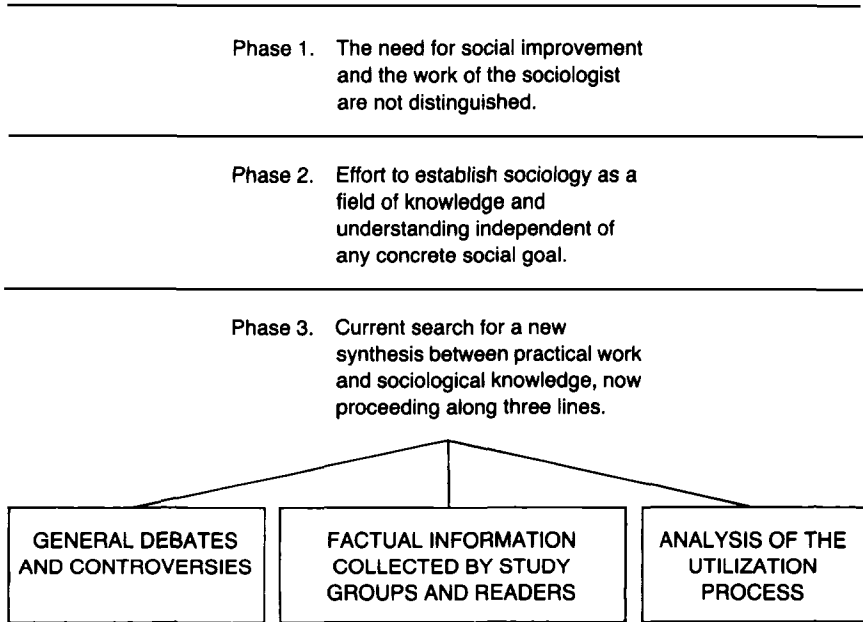 Phase 1. The need for social improvement
and the work of the sociologist
are not distinguished.
Phase 2. Effort to establish sociology as a
field of knowledge and
understanding independent of
any concrete social goal.
Phase 3. Current search for a new
synthesis between practical work
and sociological knowledge, now
proceeding along three lines.
GENERAL DEBATES
AND CONTROVERSIES
FACTUAL INFORMATION
COLLECTED BY STUDY
GROUPS AND READERS
ANALYSIS OF THE
UTILIZATION
PROCESS